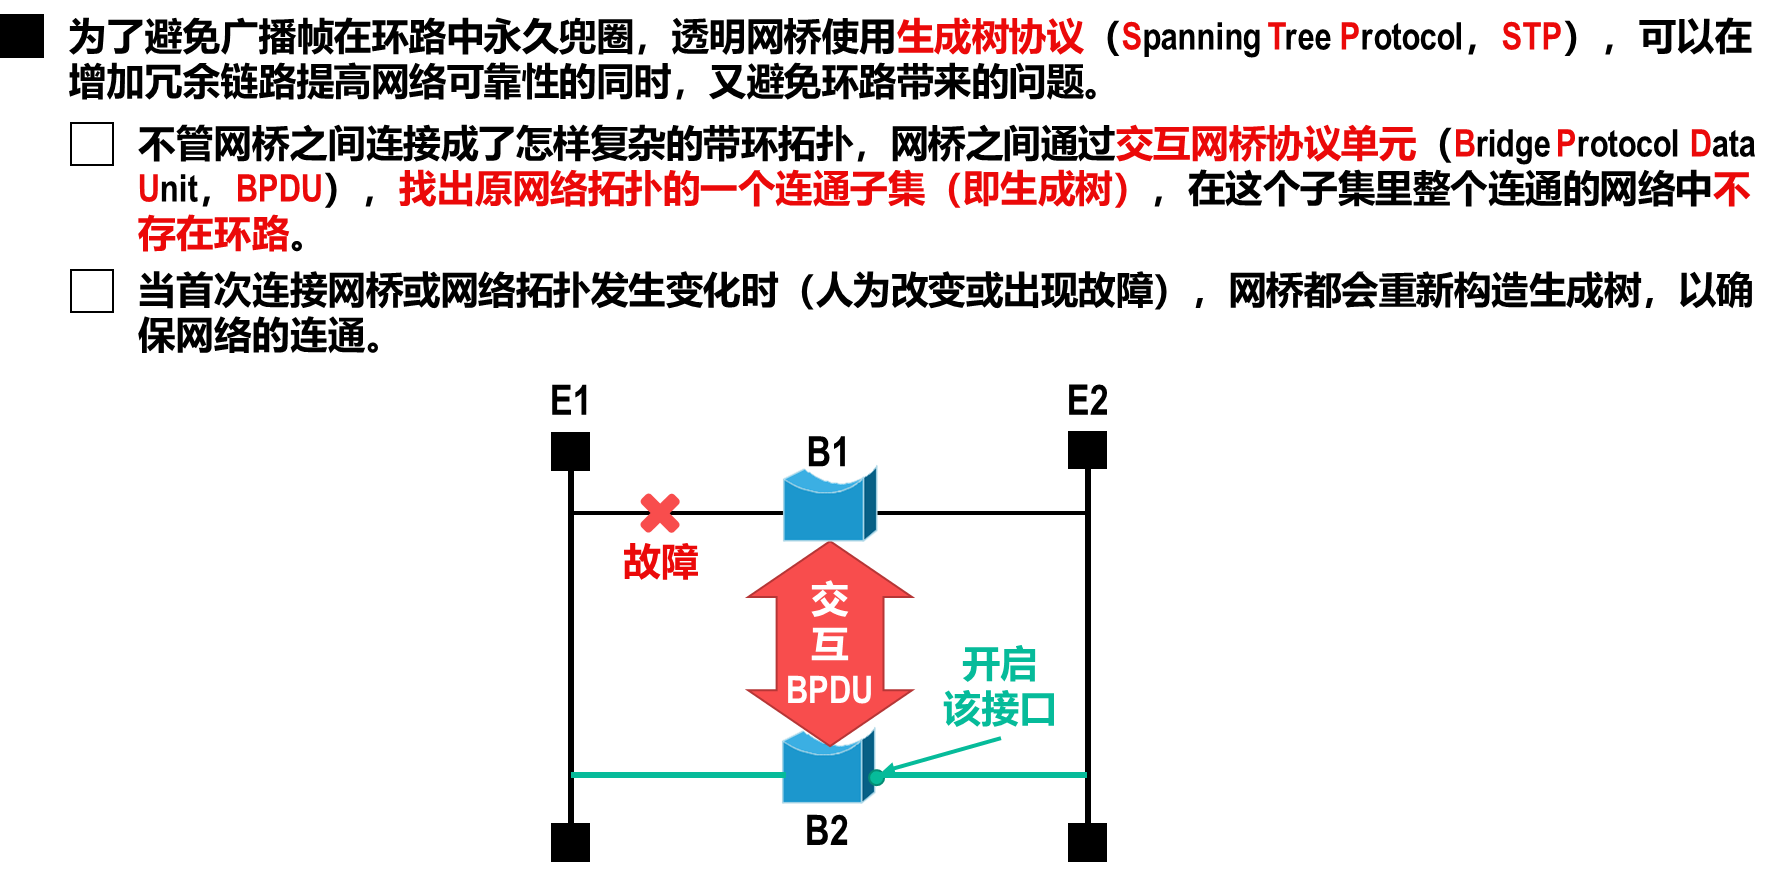 为了避免广播帧在环路中永久兜圈，透明网桥使用生成树协议（Spanning Tree Protocol，STP），可以在
增加冗余链路提高网络可靠性的同时，又避免环路带来的问题。
不管网桥之间连接成了怎样复杂的带环拓扑，网桥之间通过交互网桥协议单元（Bridge Protocol Data
Unit，BPDU），找出原网络拓扑的一个连通子集（即生成树），在这个子集里整个连通的网络中不
存在环路。
当首次连接网桥或网络拓扑发生变化时（人为改变或出现故障），网桥都会重新构造生成树，以确
保网络的连通。
E1
E2
B1
故障
交
互
BPDU
开启
该接口
B2